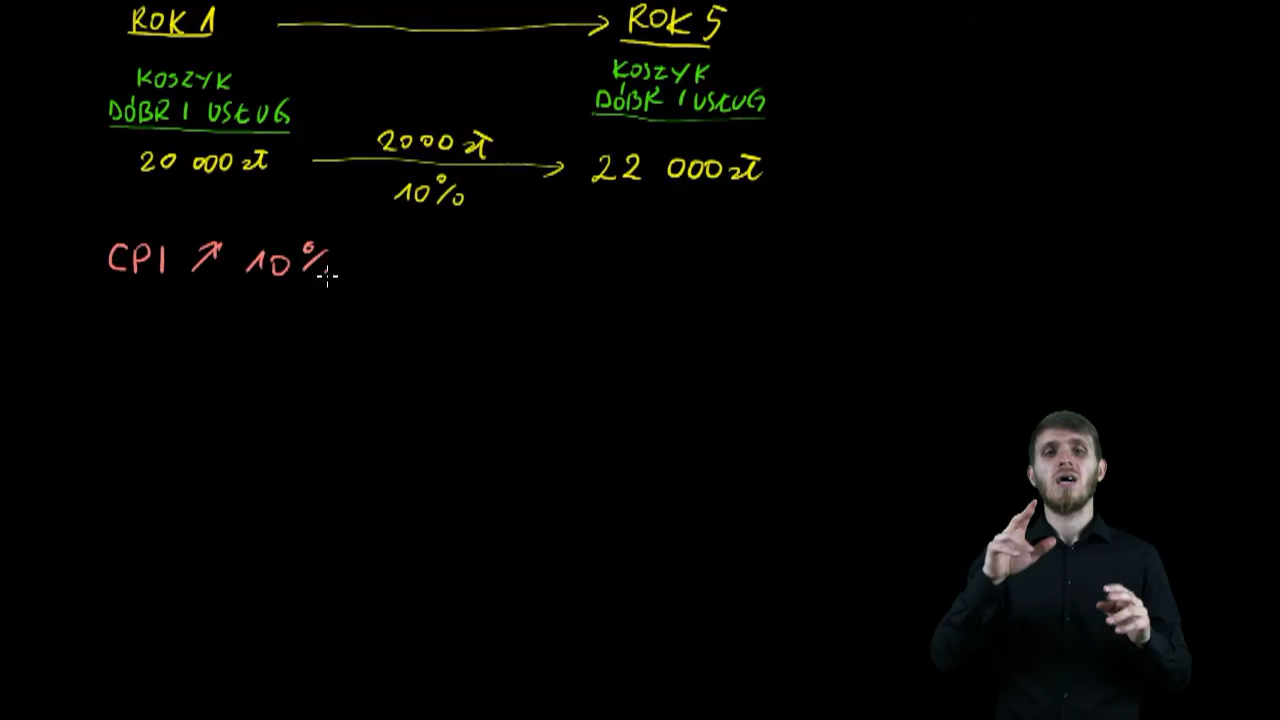 ROK 1 ROK 5
KOSZYK
DÓBR I USŁUG
KOSZYK
DÓBR I USŁUG
20 000 zł 2000 zł 22 000 zł
10%
CPI ↗ 10%